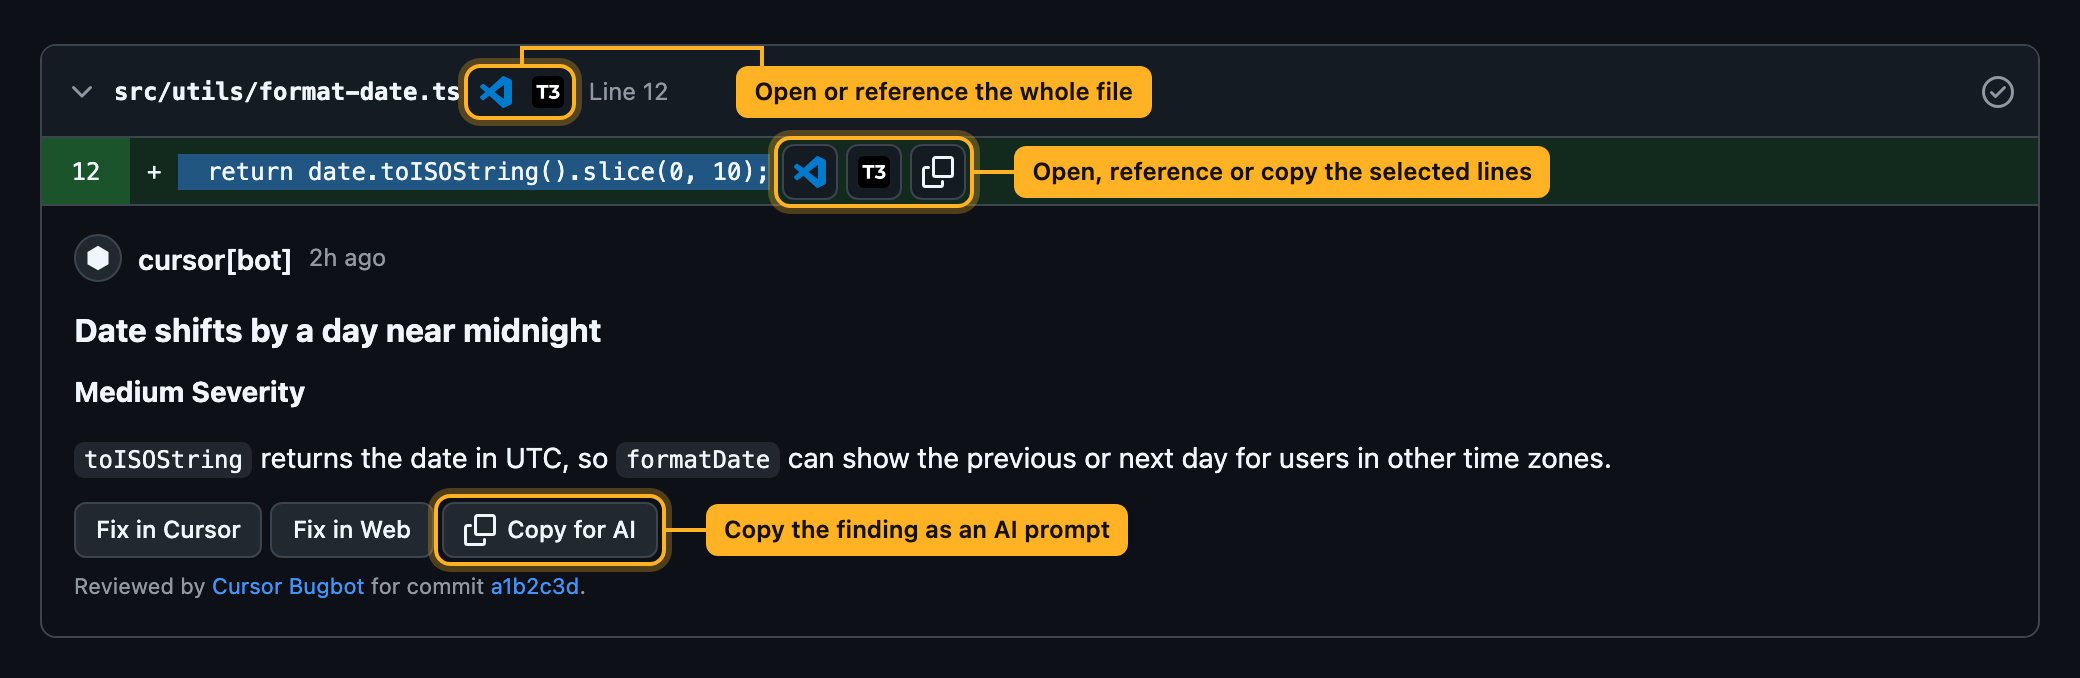 src/utils/format-date.ts T3 Line 12
Open or reference the whole file
12 + return date.toISOString().slice(0, 10); T3
Open, reference or copy the selected lines
cursor[bot] 2h ago
Date shifts by a day near midnight
Medium Severity
toISOString returns the date in UTC, so formatDate can show the previous or next day for users in other time zones.
Fix in Cursor Fix in Web Copy for AI
Copy the finding as an AI prompt
Reviewed by Cursor Bugbot for commit a1b2c3d.